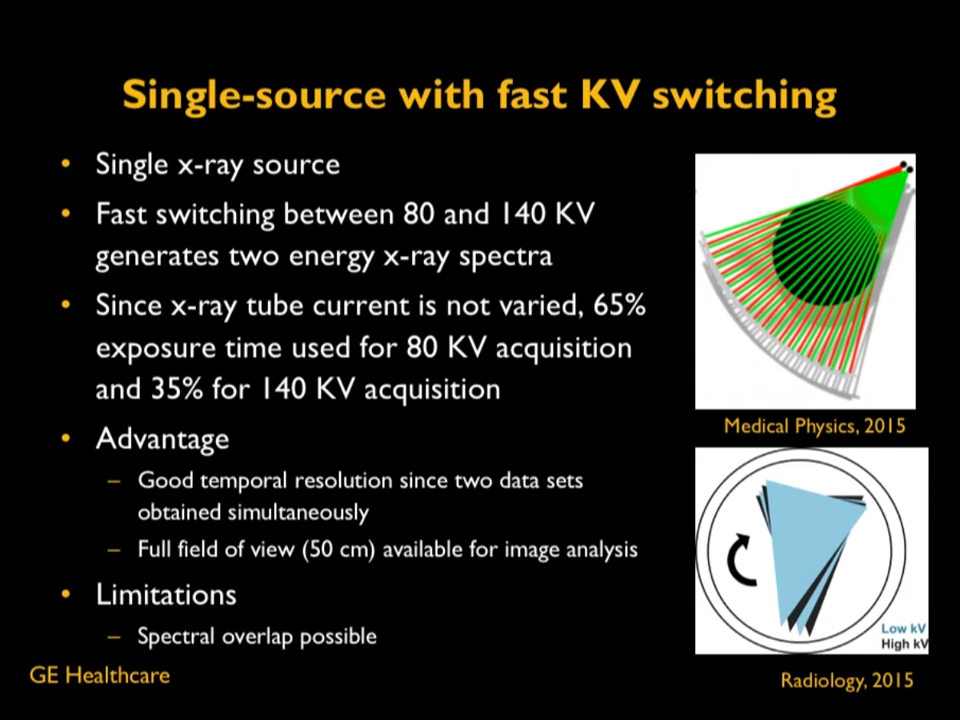 Single-source with fast KV switching
• Single x-ray source
• Fast switching between 80 and 140 KV
generates two energy x-ray spectra
• Since x-ray tube current is not varied, 65%
exposure time used for 80 KV acquisition
and 35% for 140 KV acquisition
• Advantage
– Good temporal resolution since two data sets
obtained simultaneously
– Full field of view (50 cm) available for image analysis
• Limitations
– Spectral overlap possible
GE Healthcare
Medical Physics, 2015
Low kV
High kV
Radiology, 2015